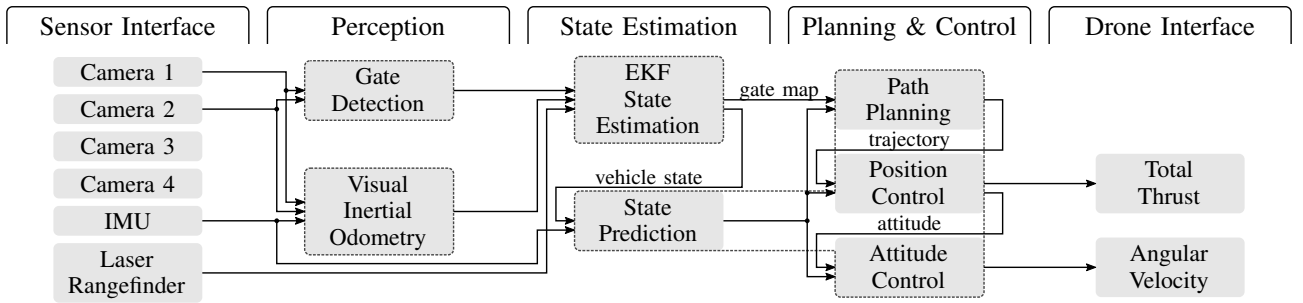 Sensor Interface
Perception
State Estimation
Planning & Control
Drone Interface
Camera 1
Camera 2
Camera 3
Camera 4
IMU
Laser
Rangefinder
Gate
Detection
Visual
Inertial
Odometry
EKF
State
Estimation
gate map
vehicle state
State
Prediction
Path
Planning
trajectory
Position
Control
attitude
Attitude
Control
Total
Thrust
Angular
Velocity